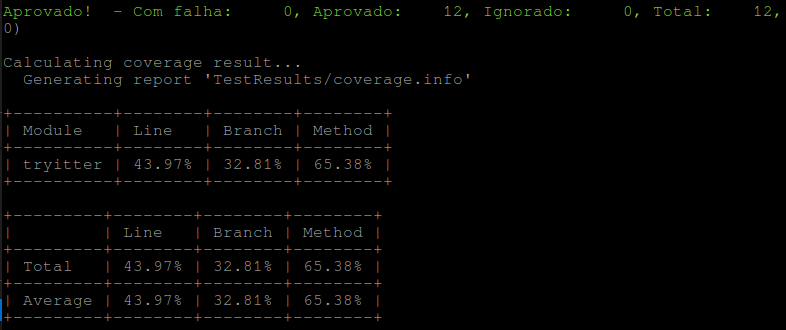 Aprovado!  - Com falha:     0, Aprovado:    12, Ignorado:     0, Total:    12,
0)
Calculating coverage result...
  Generating report 'TestResults/coverage.info'
+----------+--------+--------+--------+
| Module   | Line   | Branch | Method |
+----------+--------+--------+--------+
| tryitter | 43.97% | 32.81% | 65.38% |
+----------+--------+--------+--------+
+---------+--------+--------+--------+
|         | Line   | Branch | Method |
+---------+--------+--------+--------+
| Total   | 43.97% | 32.81% | 65.38% |
+---------+--------+--------+--------+
| Average | 43.97% | 32.81% | 65.38% |
+---------+--------+--------+--------+